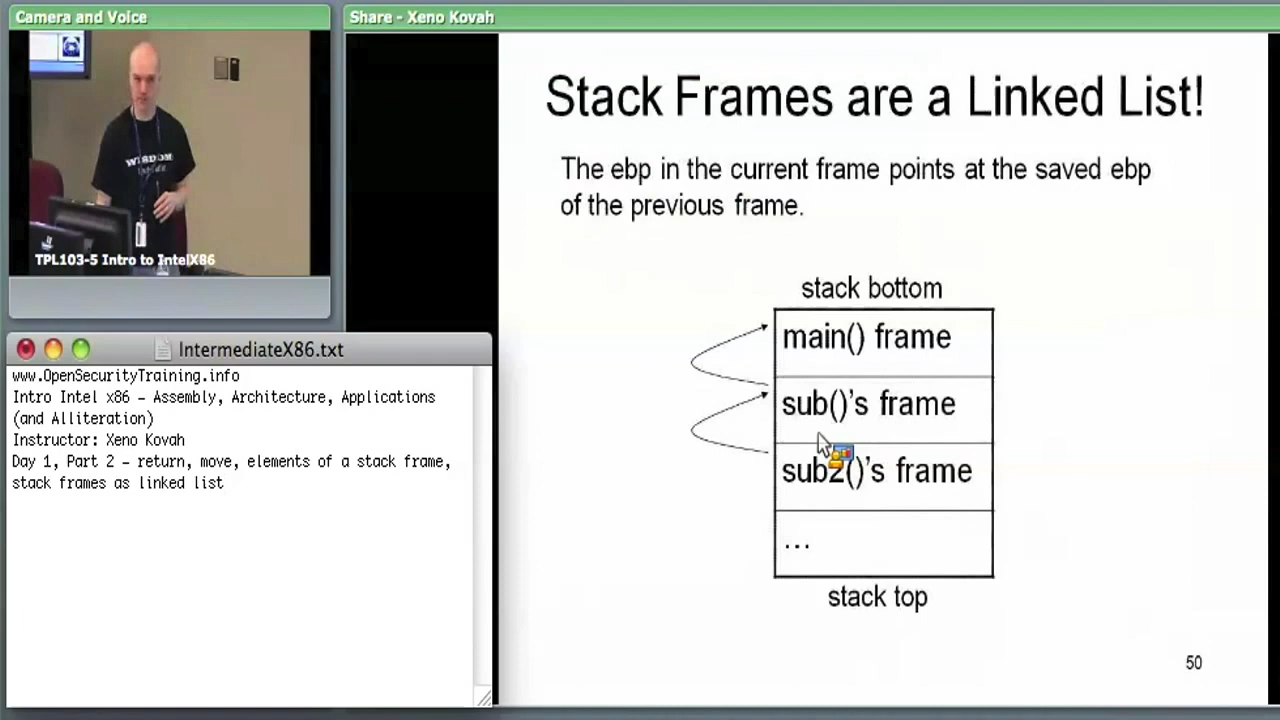 Camera and Voice
Share - Xeno Kovah
WISDOM
TPL103-5 Intro to IntelX86
IntermediateX86.txt
www.OpenSecurityTraining.info
Intro Intel x86 – Assembly, Architecture, Applications
(and Alliteration)
Instructor: Xeno Kovah
Day 1, Part 2 – return, move, elements of a stack frame,
stack frames as linked list
Stack Frames are a Linked List!
The ebp in the current frame points at the saved ebp
of the previous frame.
stack bottom
main() frame
sub()'s frame
sub2()'s frame
...
stack top
50